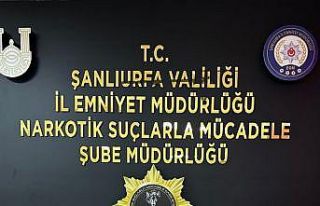 T.C.
ŞANLIURFA VALİLİĞİ
İL EMNİYET MÜDÜRLÜĞÜ
NARKOTİK SUÇLARLA MÜCADELE
ŞUBE MÜDÜRLÜĞÜ